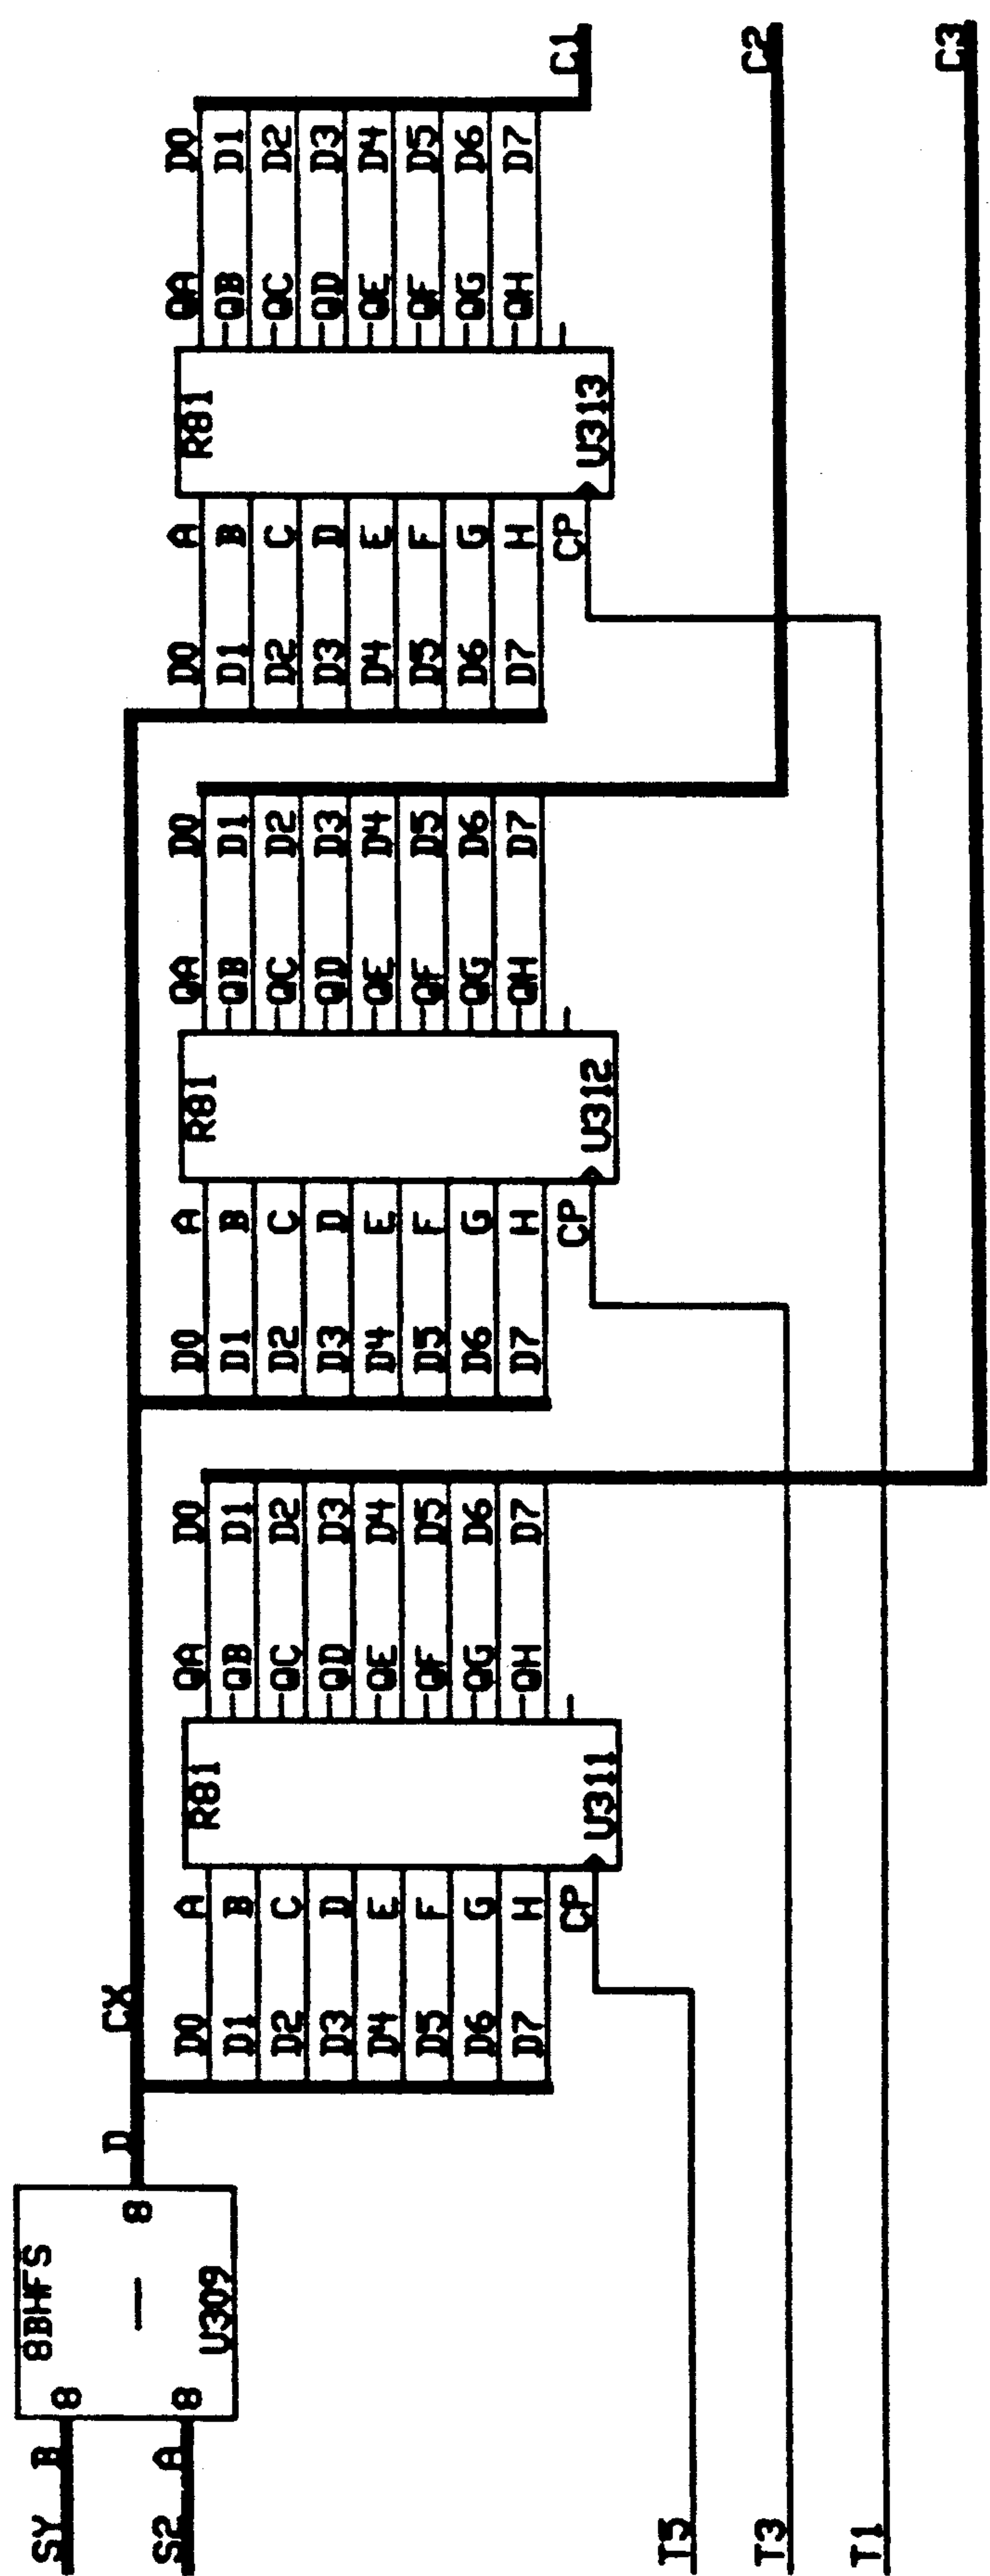 8BHFS
SY B 8
D CX
8
S2 A 8
D0 A QA D0 D0 A QA D0 D0 A QA D0
R81 R81 R81
U309
D1 B QB D1 D1 B QB D1 D1 B QB D1
D2 C QC D2 D2 C QC D2 D2 C QC D2
D3 D QD D3 D3 D QD D3 D3 D QD D3
D4 E QE D4 D4 E QE D4 D4 E QE D4
D5 F QF D5 D5 F QF D5 D5 F QF D5
D6 G QG D6 D6 G QG D6 D6 G QG D6
D7 H QH D7 D7 H QH D7 D7 H QH D7
CP U311 CP U312 CP U313 C1
T5
T3 C2
T1
C3